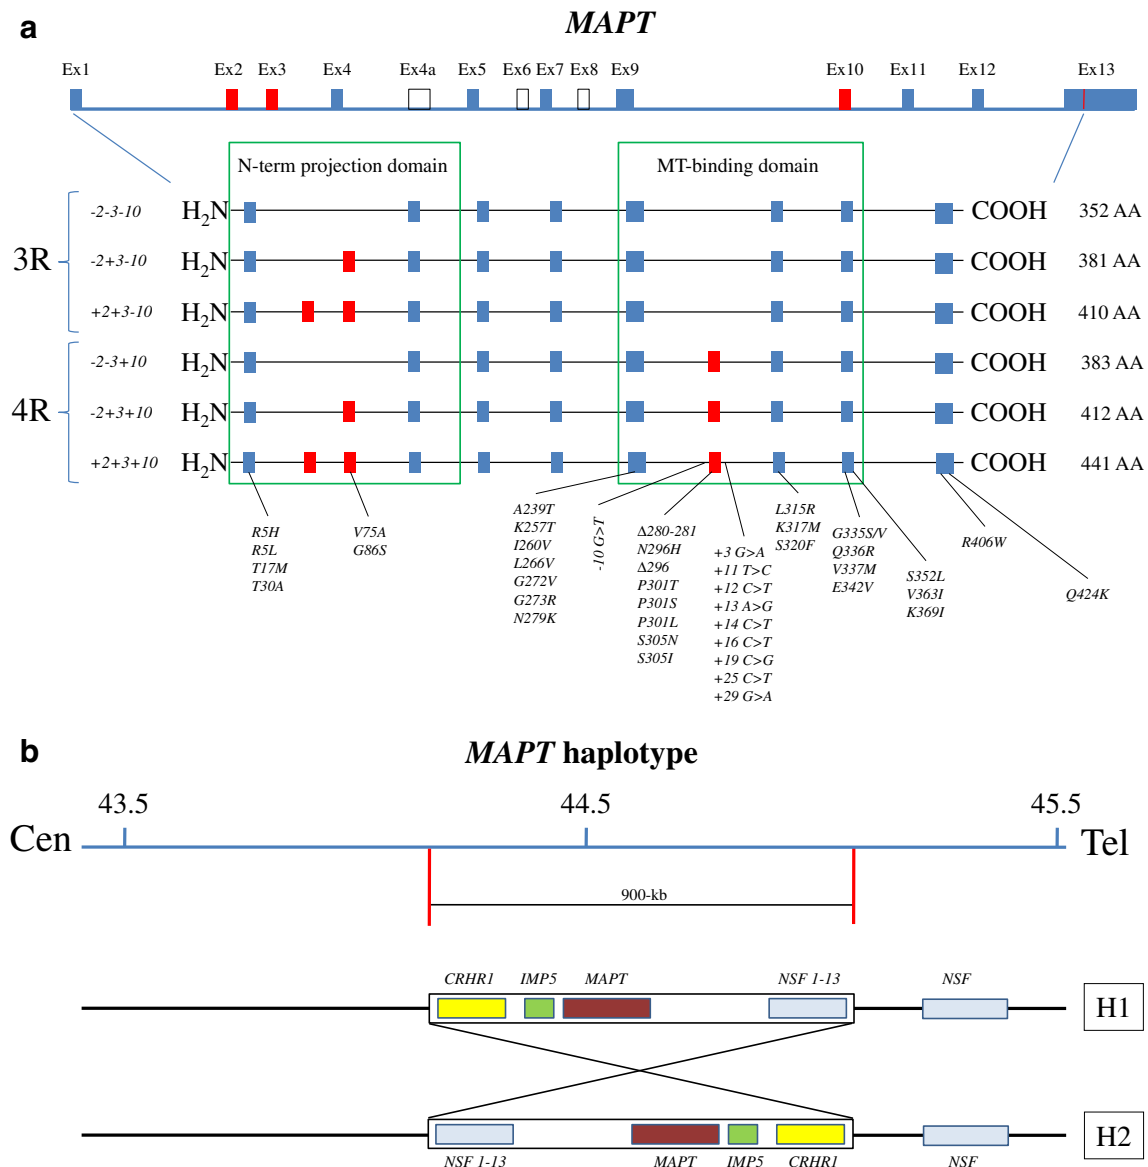 a
MAPT
Ex1 Ex2 Ex3 Ex4 Ex4a Ex5 Ex6 Ex7 Ex8 Ex9 Ex10 Ex11 Ex12 Ex13
N-term projection domain MT-binding domain
3R
-2-3-10 H2N COOH 352 AA
-2+3-10 H2N COOH 381 AA
+2+3-10 H2N COOH 410 AA
4R
-2-3+10 H2N COOH 383 AA
-2+3+10 H2N COOH 412 AA
+2+3+10 H2N COOH 441 AA
R5H
R5L
T17M
T30A
V75A
G86S
A239T
K257T
I260V
L266V
G272V
G273R
N279K
-10 G>T
Δ280-281
N296H
Δ296
P301T
P301S
P301L
S305N
S305I
+3 G>A
+11 T>C
+12 C>T
+13 A>G
+14 C>T
+16 C>T
+19 C>G
+25 C>T
+29 G>A
L315R
K317M
S320F
G335S/V
Q336R
V337M
E342V
S352L
V363I
K369I
R406W
Q424K
b
MAPT haplotype
43.5 44.5 45.5
Cen Tel
900-kb
CRHR1 IMP5 MAPT NSF 1-13 NSF
H1
H2
NSF 1-13 MAPT IMP5 CRHR1 NSF